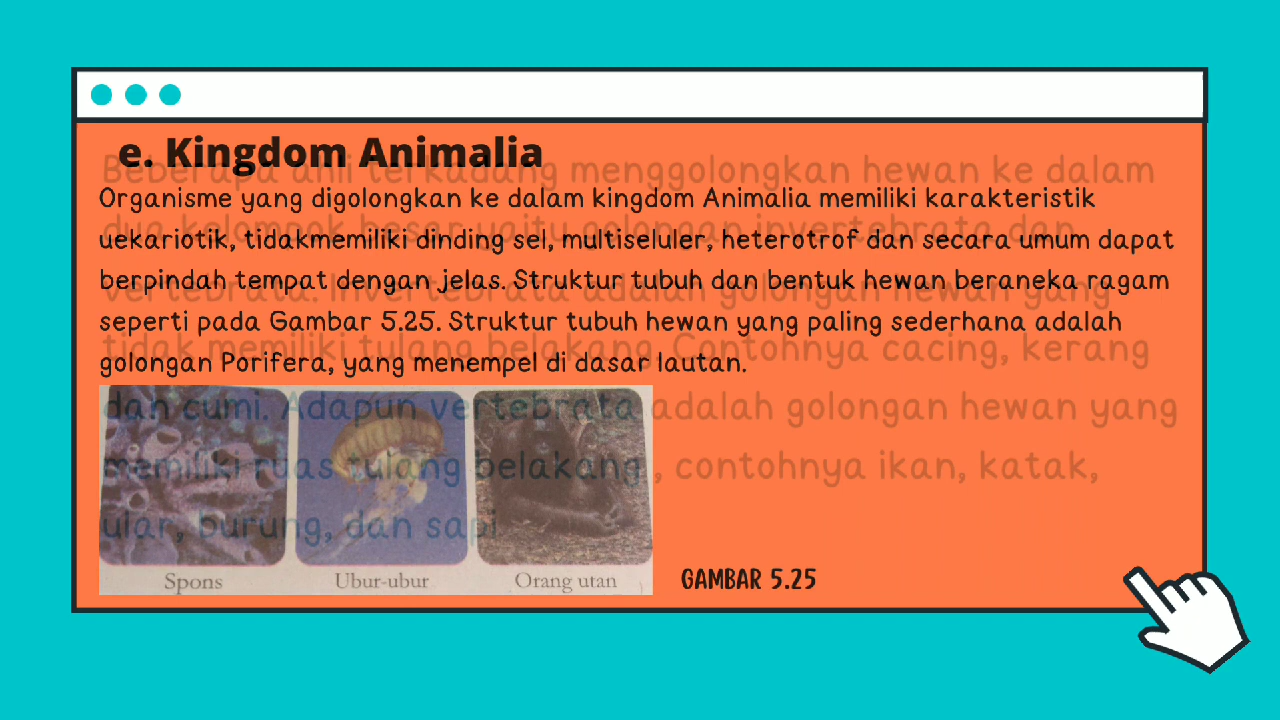 e. Kingdom Animalia
Organisme yang digolongkan ke dalam kingdom Animalia memiliki karakteristik
uekariotik, tidakmemiliki dinding sel, multiseluler, heterotrof dan secara umum dapat
berpindah tempat dengan jelas. Struktur tubuh dan bentuk hewan beraneka ragam
seperti pada Gambar 5.25. Struktur tubuh hewan yang paling sederhana adalah
golongan Porifera, yang menempel di dasar lautan.
Beberapa ahli terkadang menggolongkan hewan ke dalam
dua kelompok besar yaitu golongan invertebrata dan
vertebrata. Invertebrata adalah golongan hewan yang
tidak memiliki tulang belakang. Contohnya cacing, kerang
dan cumi. Adapun vertebrata adalah golongan hewan yang
memiliki ruas tulang belakang , contohnya ikan, katak,
ular, burung, dan sapi
Spons Ubur-ubur Orang utan
GAMBAR 5.25